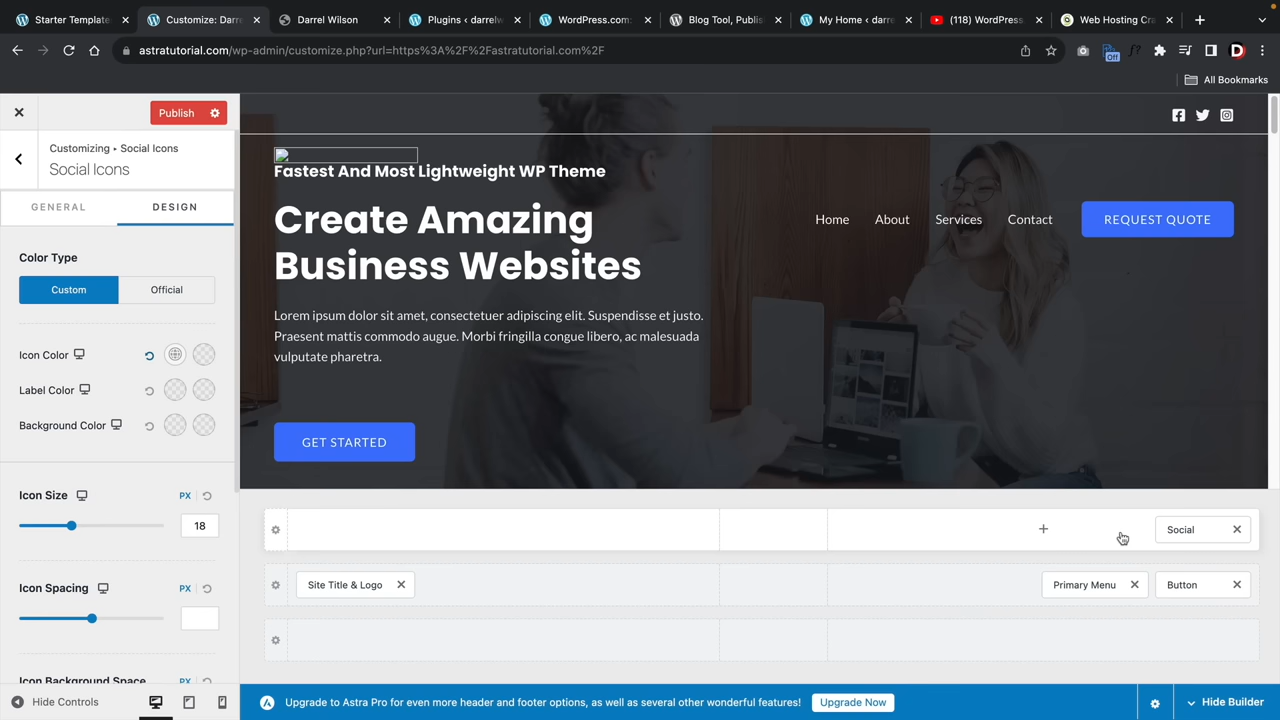 Starter Template
Customize: Darre
Darrel Wilson
Plugins ‹ darrelw
WordPress.com:
Blog Tool, Publis
My Home ‹ darre
(118) WordPress
Web Hosting Cra
astratutorial.com/wp-admin/customize.php?url=https%3A%2F%2Fastratutorial.com%2F
Off
D
All Bookmarks
Publish
Customizing ▸ Social Icons
Social Icons
GENERAL
DESIGN
Color Type
Custom
Official
Icon Color
Label Color
Background Color
Icon Size
PX
18
Icon Spacing
PX
Icon Background Space
PX
Hide Controls
Fastest And Most Lightweight WP Theme
Create Amazing
Business Websites
Home
About
Services
Contact
REQUEST QUOTE
Lorem ipsum dolor sit amet, consectetuer adipiscing elit. Suspendisse et justo.
Praesent mattis commodo augue. Morbi fringilla congue libero, ac malesuada
vulputate pharetra.
GET STARTED
Social
Site Title & Logo
Primary Menu
Button
Upgrade to Astra Pro for even more header and footer options, as well as several other wonderful features!
Upgrade Now
Hide Builder